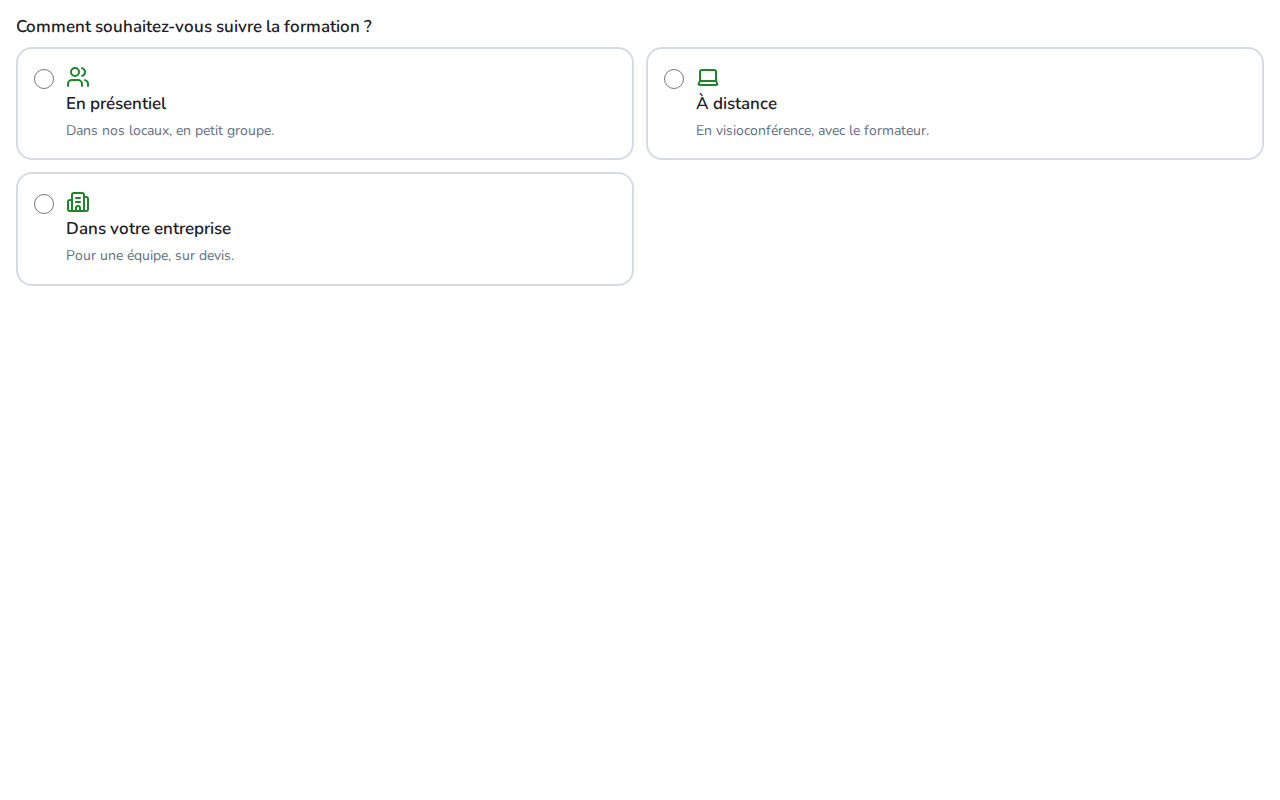 Comment souhaitez-vous suivre la formation ?
En présentiel
Dans nos locaux, en petit groupe.
À distance
En visioconférence, avec le formateur.
Dans votre entreprise
Pour une équipe, sur devis.